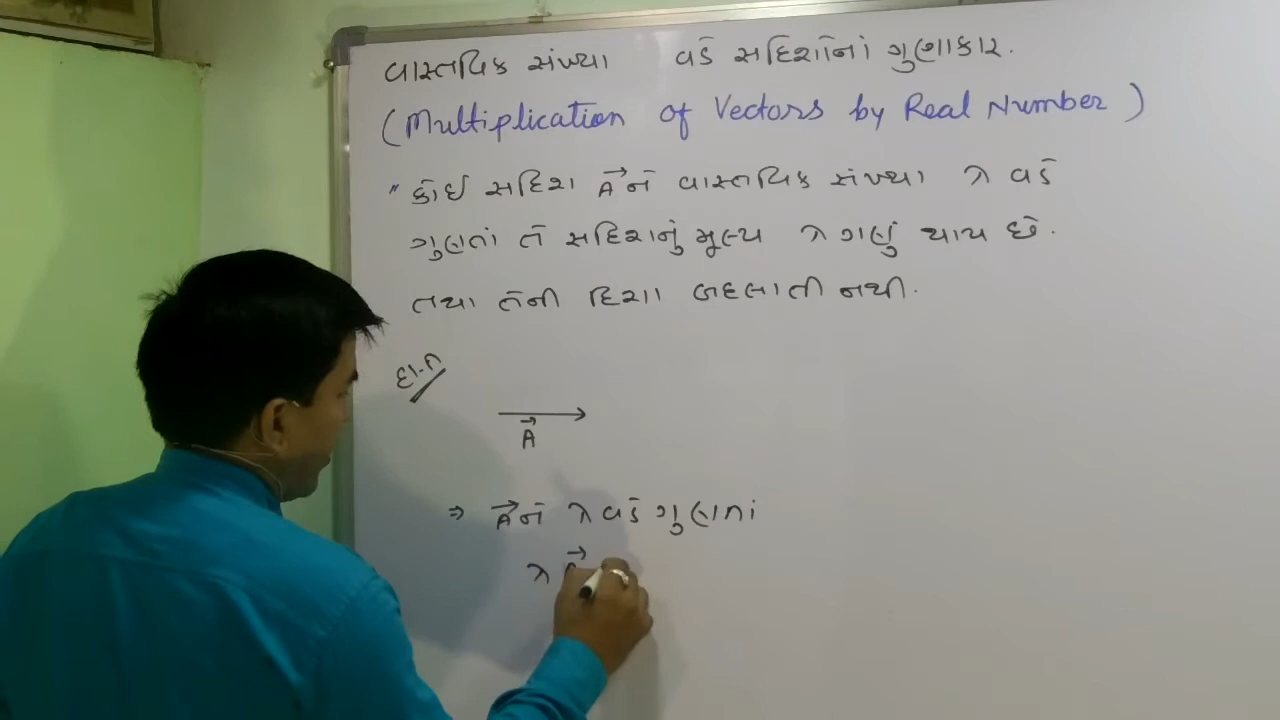 વાસ્તવિક સંખ્યા વડે સદિશોનાં ગુણાકાર.
(Multiplication of Vectors by Real Number)
" કોઈ સદિશ A⃗ને વાસ્તવિક સંખ્યા λ વડે
ગુણતાં તે સદિશનું મૂલ્ય λ ગણું થાય છે.
તથા તેની દિશા બદલાતી નથી.
દા.ત
A⃗
⇒ A⃗ને λ વડે ગુણતાં
λ